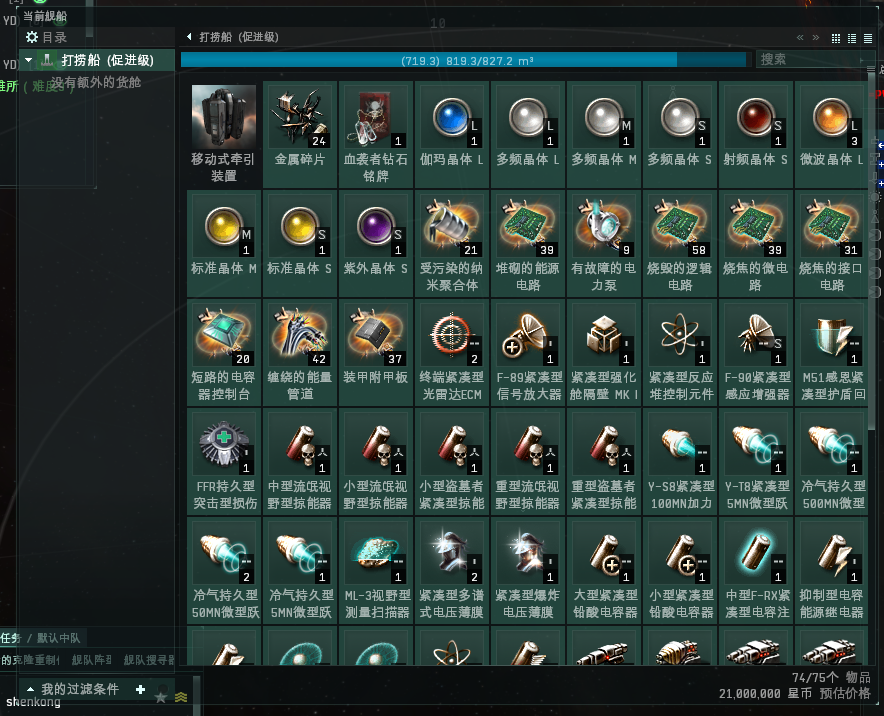 当前舰船
目录
打捞船 (促进级)
没有额外的货舱
打捞船 (促进级)
(719.3) 819.3/827.2 m³
搜索
移动式牵引
装置
24
金属碎片
1
血袭者钻石
铭牌
L
1
伽玛晶体 L
L
1
多频晶体 L
M
1
多频晶体 M
S
1
多频晶体 S
S
1
射频晶体 S
L
3
微波晶体 L
M
1
标准晶体 M
S
1
标准晶体 S
S
1
紫外晶体 S
21
受污染的纳
米聚合体
39
堆砌的能源
电路
9
有故障的电
力泵
58
烧毁的逻辑
电路
39
烧焦的微电
路
31
烧焦的接口
电路
20
短路的电容
器控制台
42
缠绕的能量
管道
37
装甲附甲板
2
终端紧凑型
光雷达ECM
1
F-89紧凑型
信号放大器
1
紧凑型强化
舱隔壁 MK I
1
紧凑型反应
堆控制元件
S
1
F-90紧凑型
感应增强器
1
M51感恩紧
凑型护盾回
1
FFR持久型
突击型损伤
1
中型流氓视
野型掠能器
1
小型流氓视
野型掠能器
1
小型盗墓者
紧凑型掠能
1
重型流氓视
野型掠能器
1
重型盗墓者
紧凑型掠能
1
Y-S8紧凑型
100MN加力
1
Y-T8紧凑型
5MN微型跃
1
冷气持久型
500MN微型
2
冷气持久型
50MN微型跃
1
冷气持久型
5MN微型跃
1
ML-3视野型
测量扫描器
2
紧凑型多谱
式电压薄膜
1
紧凑型爆炸
电压薄膜
1
大型紧凑型
铅酸电容器
1
小型紧凑型
铅酸电容器
1
中型F-RX紧
凑型电容注
1
抑制型电容
能源继电器
任务 / 默认中队
舰队搜寻器
我的过滤条件
shenkong
74/75个 物品
21,000,000 星币 预估价格